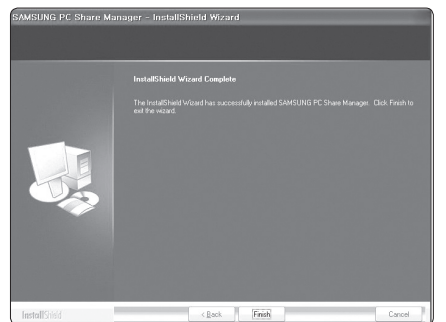 SAMSUNG PC Share Manager - InstallShield Wizard
InstallShield Wizard Complete
The InstallShield Wizard has successfully installed SAMSUNG PC Share Manager. Click Finish to
exit the wizard.
InstallShield
< Back
Finish
Cancel